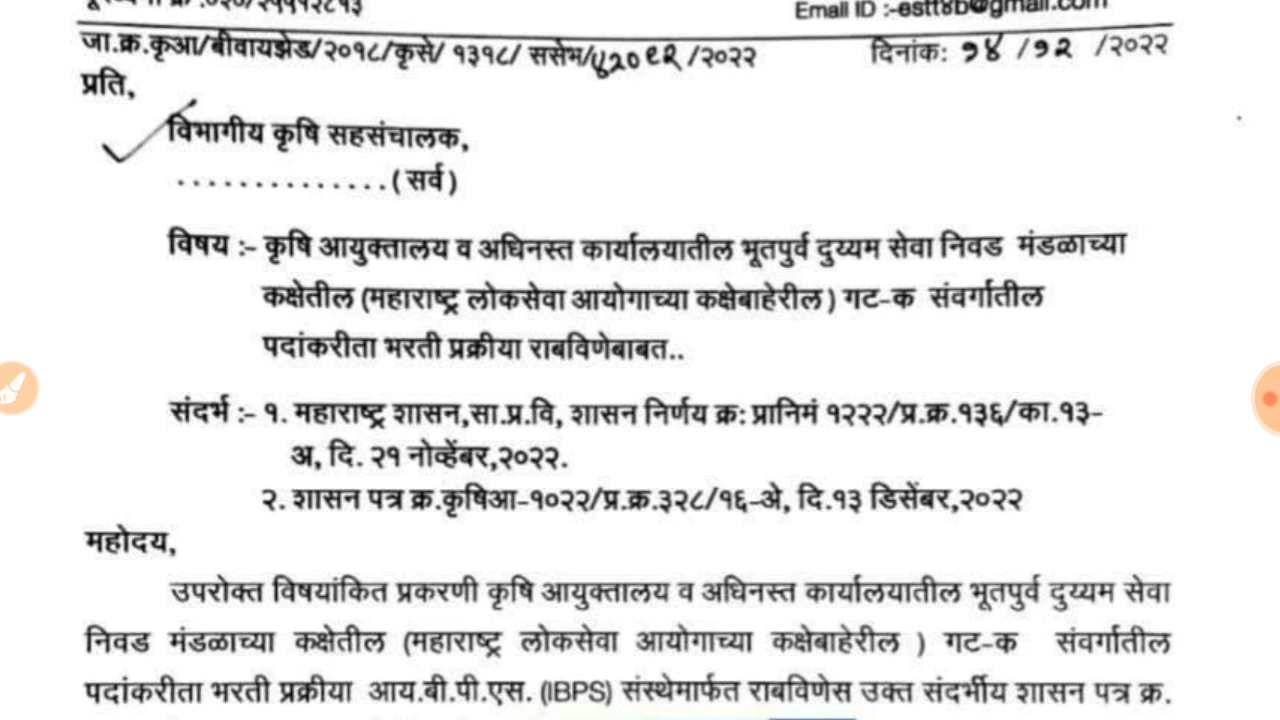 Email ID :-estt8b@gmail.com
जा.क्र.कृआ/बीवायझेड/२०१८/कृसे/ १३१८/ ससेभ/ /२०२२ दिनांक: १४ /१२ /२०२२
प्रति,
विभागीय कृषि सहसंचालक,
..............(सर्व)
विषय :- कृषि आयुक्तालय व अधिनस्त कार्यालयातील भूतपुर्व दुय्यम सेवा निवड मंडळाच्या
कक्षेतील (महाराष्ट्र लोकसेवा आयोगाच्या कक्षेबाहेरील) गट-क संवर्गातील
पदांकरीता भरती प्रक्रीया राबविणेबाबत..
संदर्भ :- १. महाराष्ट्र शासन,सा.प्र.वि, शासन निर्णय क्र: प्रानिमं १२२२/प्र.क्र.१३६/का.१३-
अ, दि. २१ नोव्हेंबर,२०२२.
२. शासन पत्र क्र.कृषिआ-१०२२/प्र.क्र.३२८/१६-अे, दि.१३ डिसेंबर,२०२२
महोदय,
उपरोक्त विषयांकित प्रकरणी कृषि आयुक्तालय व अधिनस्त कार्यालयातील भूतपुर्व दुय्यम सेवा
निवड मंडळाच्या कक्षेतील (महाराष्ट्र लोकसेवा आयोगाच्या कक्षेबाहेरील ) गट-क संवर्गातील
पदांकरीता भरती प्रक्रीया आय.बी.पी.एस. (IBPS) संस्थेमार्फत राबविणेस उक्त संदर्भीय शासन पत्र क्र.